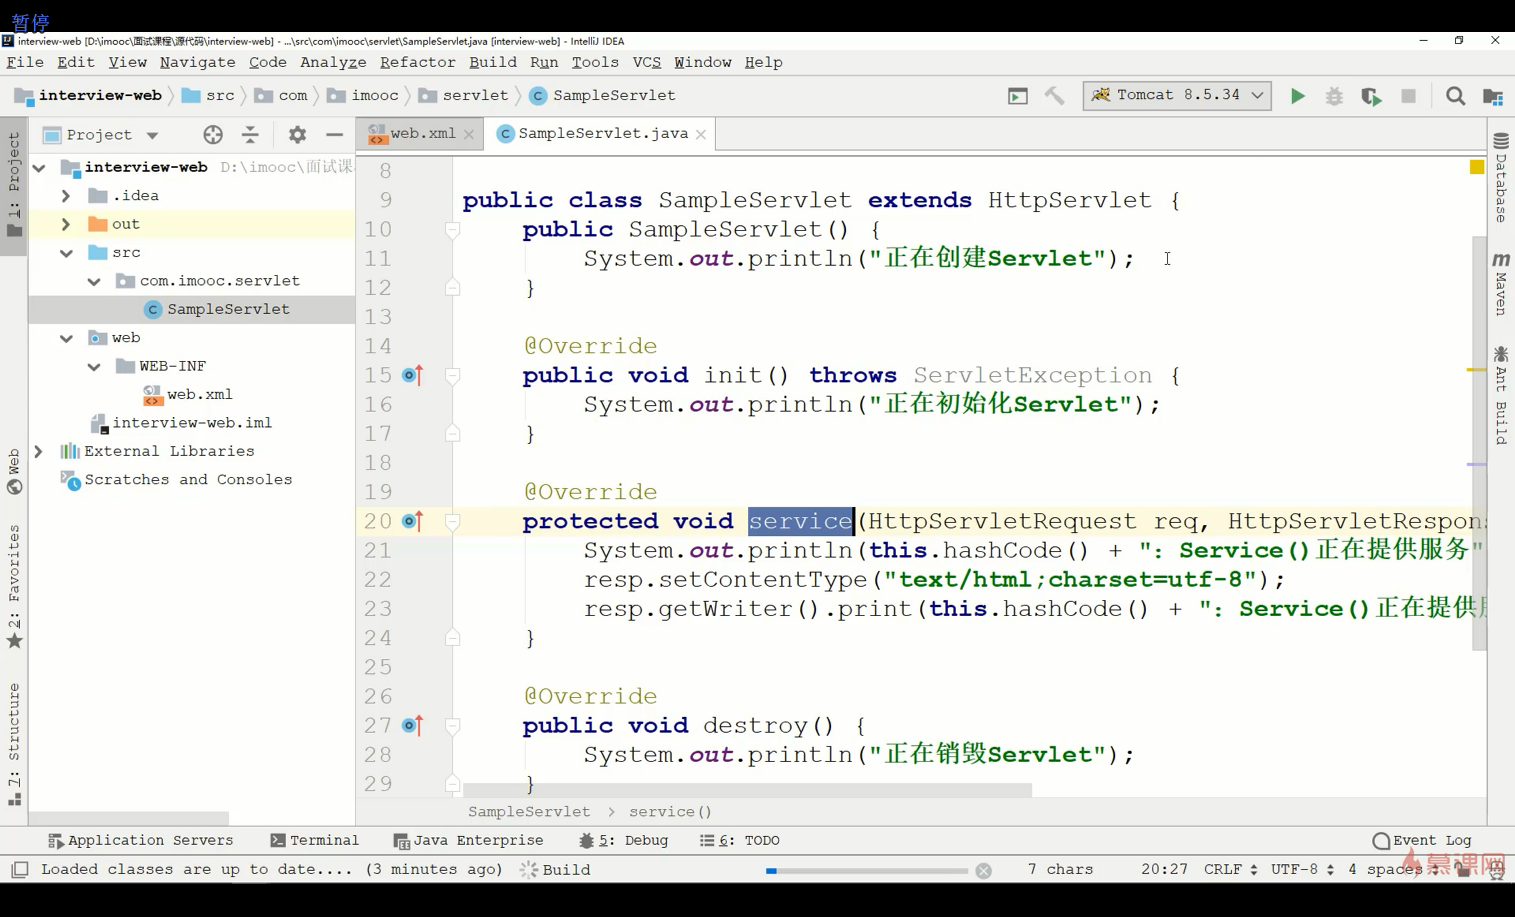 暂停
interview-web [D:\imooc\面试课程\源代码\interview-web] - ...\src\com\imooc\servlet\SampleServlet.java [interview-web] - IntelliJ IDEA
File Edit View Navigate Code Analyze Refactor Build Run Tools VCS Window Help
interview-web src com imooc servlet SampleServlet Tomcat 8.5.34
Project web.xml SampleServlet.java
interview-web D:\imooc\面试课
.idea
out
src
com.imooc.servlet
SampleServlet
web
WEB-INF
web.xml
interview-web.iml
External Libraries
Scratches and Consoles
1: Project
Web
2: Favorites
7: Structure
8
9 public class SampleServlet extends HttpServlet {
10 public SampleServlet() {
11 System.out.println("正在创建Servlet");
12 }
13
14 @Override
15 public void init() throws ServletException {
16 System.out.println("正在初始化Servlet");
17 }
18
19 @Override
20 protected void service(HttpServletRequest req, HttpServletRespons
21 System.out.println(this.hashCode() + ": Service()正在提供服务"
22 resp.setContentType("text/html;charset=utf-8");
23 resp.getWriter().print(this.hashCode() + ": Service()正在提供
24 }
25
26 @Override
27 public void destroy() {
28 System.out.println("正在销毁Servlet");
29 }
SampleServlet > service()
Database
Maven
Ant Build
Application Servers Terminal Java Enterprise 5: Debug 6: TODO Event Log
Loaded classes are up to date.... (3 minutes ago) Build 7 chars 20:27 CRLF UTF-8 4 spaces
慕课网